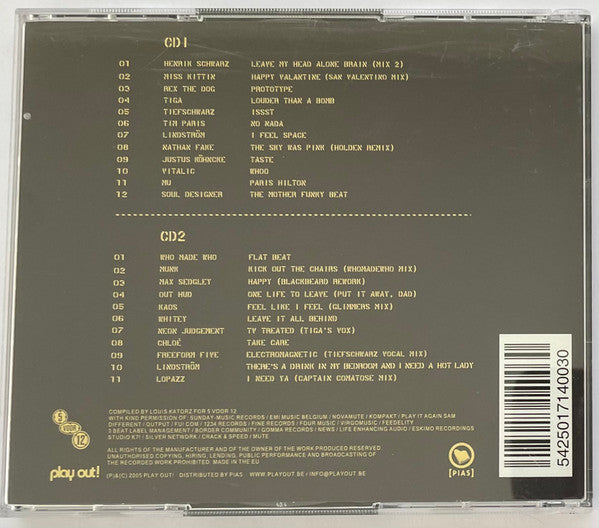 CD1
01 HENRIK SCHWARZ LEAVE MY HEAD ALONE BRAIN (MIX 2)
02 MISS KITTIN HAPPY VALANTINE (SAN VALENTINO MIX)
03 REX THE DOG PROTOTYPE
04 TIGA LOUDER THAN A BOMB
05 TIEFSCHWARZ ISSST
06 TIM PARIS NO NADA
07 LINDSTRÖM I FEEL SPACE
08 NATHAN FAKE THE SKY WAS PINK (HOLDEN REMIX)
09 JUSTUS KÖHNCKE TASTE
10 VITALIC WHOO
11 MU PARIS HILTON
12 SOUL DESIGNER THE MOTHER FUNKY BEAT
CD2
01 WHO MADE WHO FLAT BEAT
02 MUNK KICK OUT THE CHAIRS (WHOMADEWHO MIX)
03 MAX SEDGLEY HAPPY (BLACKBEARD REWORK)
04 OUT HUD ONE LIFE TO LEAVE (PUT IT AWAY, DAD)
05 KAOS FEEL LIKE I FEEL (GLIMMERS MIX)
06 WHITEY LEAVE IT ALL BEHIND
07 NEON JUDGEMENT TV TREATED (TIGA'S VOX)
08 CHLOÉ TAKE CARE
09 FREEFORM FIVE ELECTROMAGNETIC (TIEFSCHWARZ VOCAL MIX)
10 LINDSTRÖM THERE'S A DRINK IN MY BEDROOM AND I NEED A HOT LADY
11 LOPAZZ I NEED YA (CAPTAIN COMATOSE MIX)
5 VOOR 12
COMPILED BY LOUIS KATORZ FOR 5 VOOR 12
WITH KIND PERMISSION OF: SUNDAY-MUSIC RECORDS / EMI MUSIC BELGIUM / NOVAMUTE / KOMPAKT / PLAY IT AGAIN SAM
DIFFERENT / OUTPUT / FUJ COM / 1234 RECORDS / FINE RECORDS / FOUR MUSIC / VIRGOMUSIC / FEEDELITY
3 BEAT LABEL MANAGEMENT / BORDER COMMUNITY / GOMMA RECORDS / NEWS / LIFE ENHANCING AUDIO / ESKIMO RECORDINGS
STUDIO K7! / SILVER NETWORK / CRACK & SPEED / MUTE
ALL RIGHTS OF THE MANUFACTURER AND OF THE OWNER OF THE WORK PRODUCED RESERVED.
UNAUTHORISED COPYING, HIRING, LENDING, PUBLIC PERFORMANCE AND BROADCASTING OF
THE RECORDED WORK PROHIBITED. MADE IN THE EU
(P)&(C) 2005 PLAY OUT! DISTRIBUTED BY PIAS WWW.PLAYOUT.BE / INFO@PLAYOUT.BE
play out!
[PIAS]
5425017140030